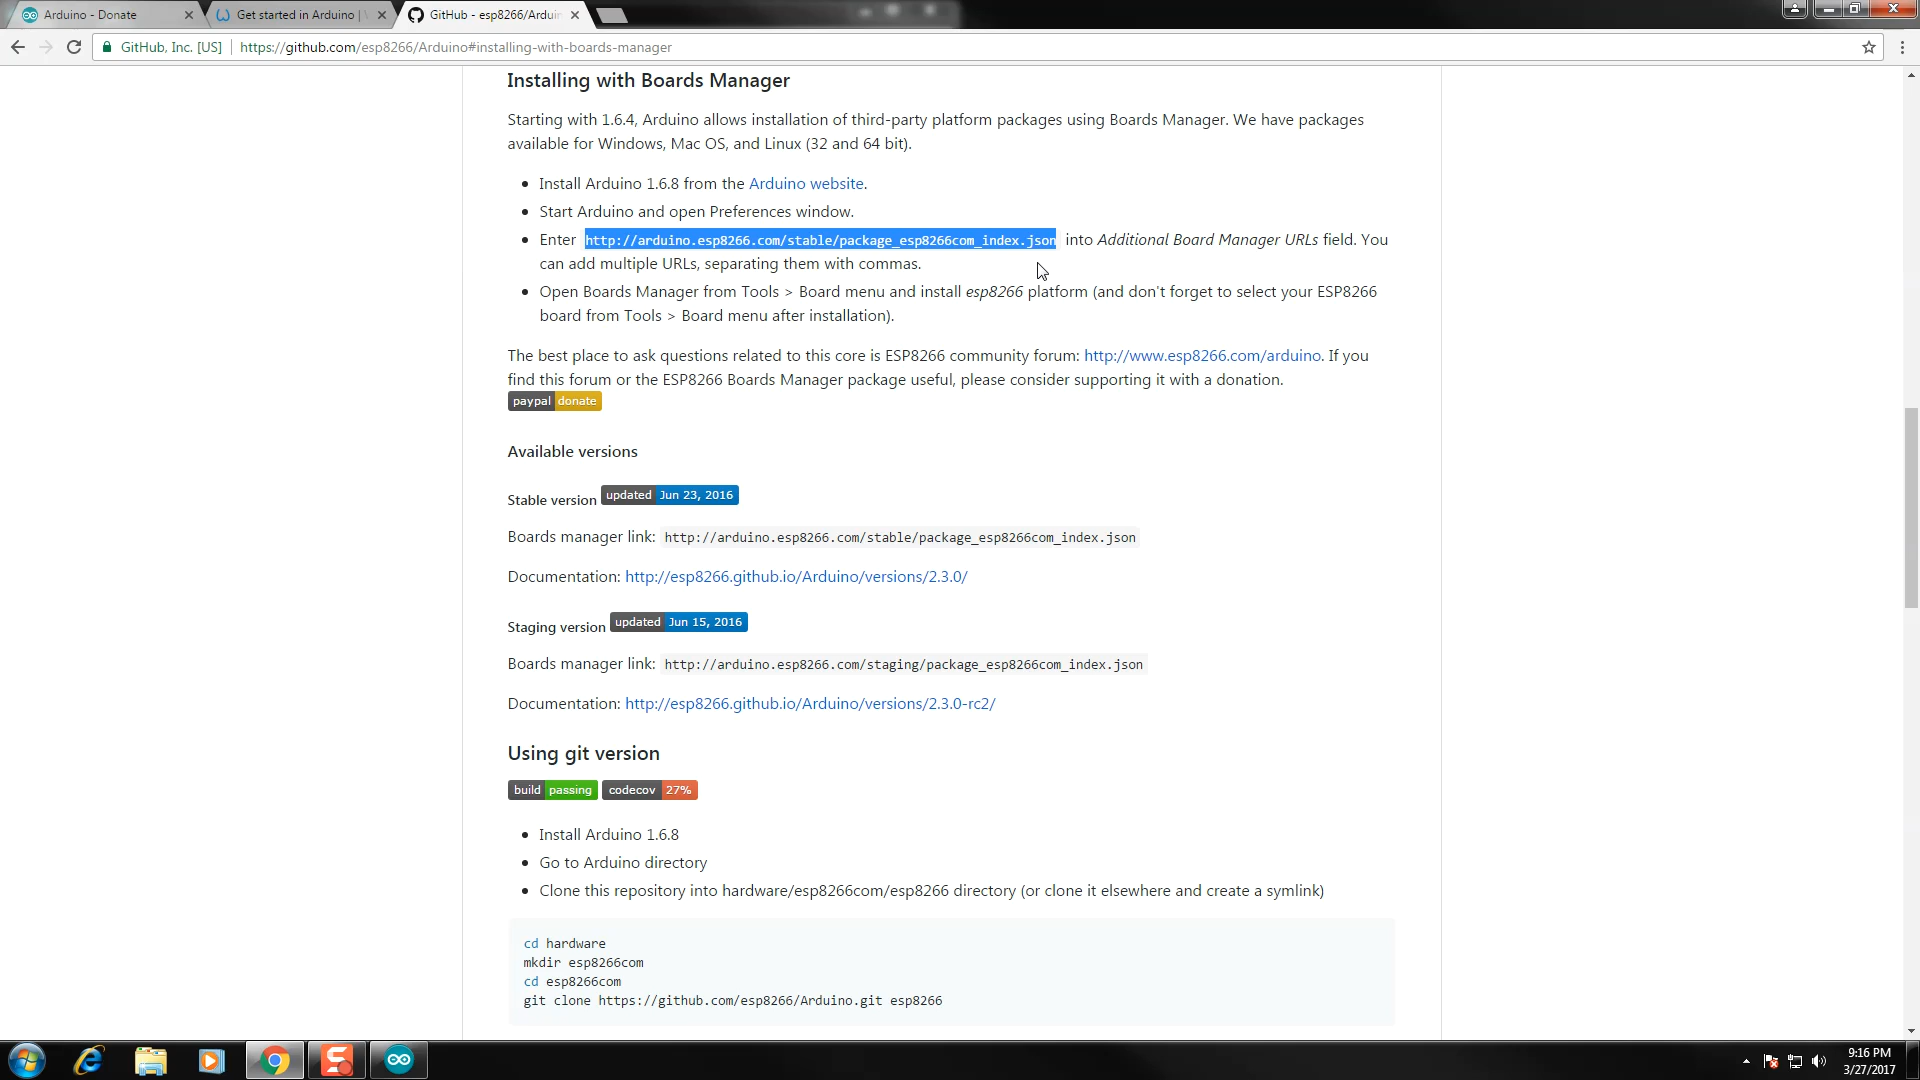 Arduino - Donate
Get started in Arduino |
GitHub - esp8266/Arduin
GitHub, Inc. [US] https://github.com/esp8266/Arduino#installing-with-boards-manager
Installing with Boards Manager
Starting with 1.6.4, Arduino allows installation of third-party platform packages using Boards Manager. We have packages
available for Windows, Mac OS, and Linux (32 and 64 bit).
Install Arduino 1.6.8 from the Arduino website.
Start Arduino and open Preferences window.
Enter http://arduino.esp8266.com/stable/package_esp8266com_index.json into Additional Board Manager URLs field. You
can add multiple URLs, separating them with commas.
Open Boards Manager from Tools > Board menu and install esp8266 platform (and don't forget to select your ESP8266
board from Tools > Board menu after installation).
The best place to ask questions related to this core is ESP8266 community forum: http://www.esp8266.com/arduino. If you
find this forum or the ESP8266 Boards Manager package useful, please consider supporting it with a donation.
paypal donate
Available versions
Stable version updated Jun 23, 2016
Boards manager link: http://arduino.esp8266.com/stable/package_esp8266com_index.json
Documentation: http://esp8266.github.io/Arduino/versions/2.3.0/
Staging version updated Jun 15, 2016
Boards manager link: http://arduino.esp8266.com/staging/package_esp8266com_index.json
Documentation: http://esp8266.github.io/Arduino/versions/2.3.0-rc2/
Using git version
build passing codecov 27%
Install Arduino 1.6.8
Go to Arduino directory
Clone this repository into hardware/esp8266com/esp8266 directory (or clone it elsewhere and create a symlink)
cd hardware
mkdir esp8266com
cd esp8266com
git clone https://github.com/esp8266/Arduino.git esp8266
9:16 PM
3/27/2017